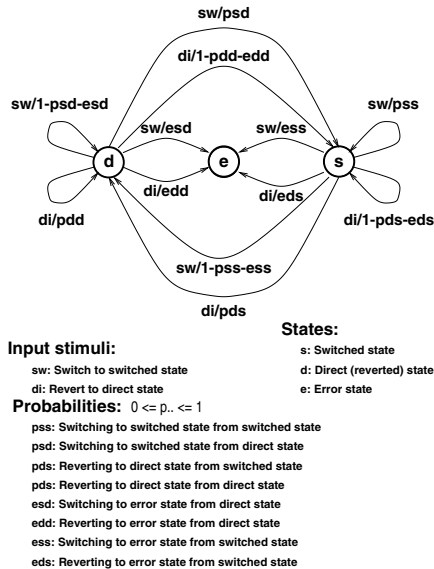 sw/psd
di/1-pdd-edd
sw/1-psd-esd
sw/esd
sw/ess
sw/pss
d
e
s
di/edd
di/eds
di/pdd
di/1-pds-eds
sw/1-pss-ess
di/pds
States:
s: Switched state
d: Direct (reverted) state
e: Error state
Input stimuli:
sw: Switch to switched state
di: Revert to direct state
Probabilities: 0 <= p.. <= 1
pss: Switching to switched state from switched state
psd: Switching to switched state from direct state
pds: Reverting to direct state from switched state
pds: Reverting to direct state from direct state
esd: Switching to error state from direct state
edd: Reverting to error state from direct state
ess: Switching to error state from switched state
eds: Reverting to error state from switched state